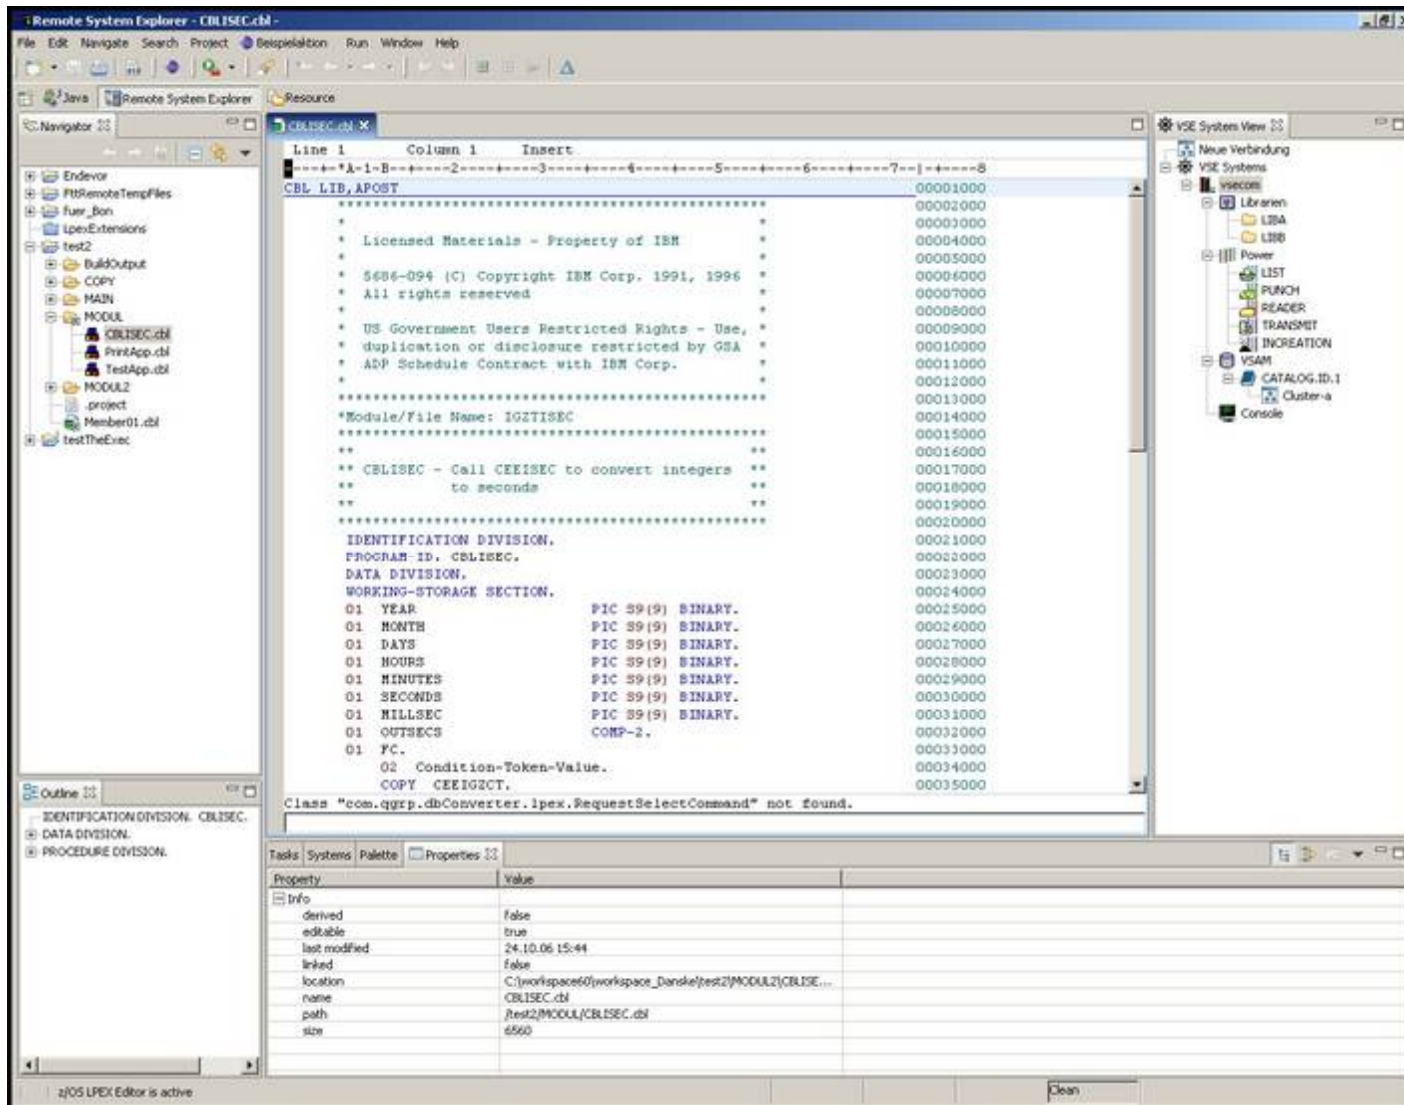 Remote System Explorer - CBLISEC.cbl -
File Edit Navigate Search Project Beispielaktion Run Window Help
Java Remote System Explorer Resource
Navigator
Endevor
FttRemoteTempFiles
fuer_Bon
LpexExtensions
test2
BuildOutput
COPY
MAIN
MODUL
CBLISEC.cbl
PrintApp.cbl
TestApp.cbl
MODUL2
.project
Member01.cbl
testTheExec
Outline
IDENTIFICATION DIVISION. CBLISEC.
DATA DIVISION.
PROCEDURE DIVISION.
CBLISEC.cbl
Line 1 Column 1 Insert
----+-*A-1-B--+----2----+----3----+----4----+----5----+----6----+----7--|-+----8
CBL LIB,APOST 00001000
************************************************* 00002000
* * 00003000
* Licensed Materials - Property of IBM * 00004000
* * 00005000
* 5686-094 (C) Copyright IBM Corp. 1991, 1996 * 00006000
* All rights reserved * 00007000
* * 00008000
* US Government Users Restricted Rights - Use, * 00009000
* duplication or disclosure restricted by GSA * 00010000
* ADP Schedule Contract with IBM Corp. * 00011000
* * 00012000
************************************************* 00013000
*Module/File Name: IGZTISEC 00014000
************************************************* 00015000
** ** 00016000
** CBLISEC - Call CEEISEC to convert integers ** 00017000
** to seconds ** 00018000
** ** 00019000
************************************************* 00020000
IDENTIFICATION DIVISION. 00021000
PROGRAM-ID. CBLISEC. 00022000
DATA DIVISION. 00023000
WORKING-STORAGE SECTION. 00024000
01 YEAR PIC S9(9) BINARY. 00025000
01 MONTH PIC S9(9) BINARY. 00026000
01 DAYS PIC S9(9) BINARY. 00027000
01 HOURS PIC S9(9) BINARY. 00028000
01 MINUTES PIC S9(9) BINARY. 00029000
01 SECONDS PIC S9(9) BINARY. 00030000
01 MILLSEC PIC S9(9) BINARY. 00031000
01 OUTSECS COMP-2. 00032000
01 FC. 00033000
02 Condition-Token-Value. 00034000
COPY CEEIGZCT. 00035000
Class "com.qgrp.dbConverter.lpex.RequestSelectCommand" not found.
VSE System View
Neue Verbindung
VSE Systems
vsecom
Librarien
LIBA
LIBB
Power
LIST
PUNCH
READER
TRANSMIT
INCREATION
VSAM
CATALOG.ID.1
Cluster-a
Console
Tasks Systems Palette Properties
Property Value
Info
derived false
editable true
last modified 24.10.06 15:44
linked false
location C:\workspace60\workspace_Danske\test2\MODUL2\CBLISE...
name CBLISEC.cbl
path /test2/MODUL/CBLISEC.cbl
size 6560
z/OS LPEX Editor is active Clean